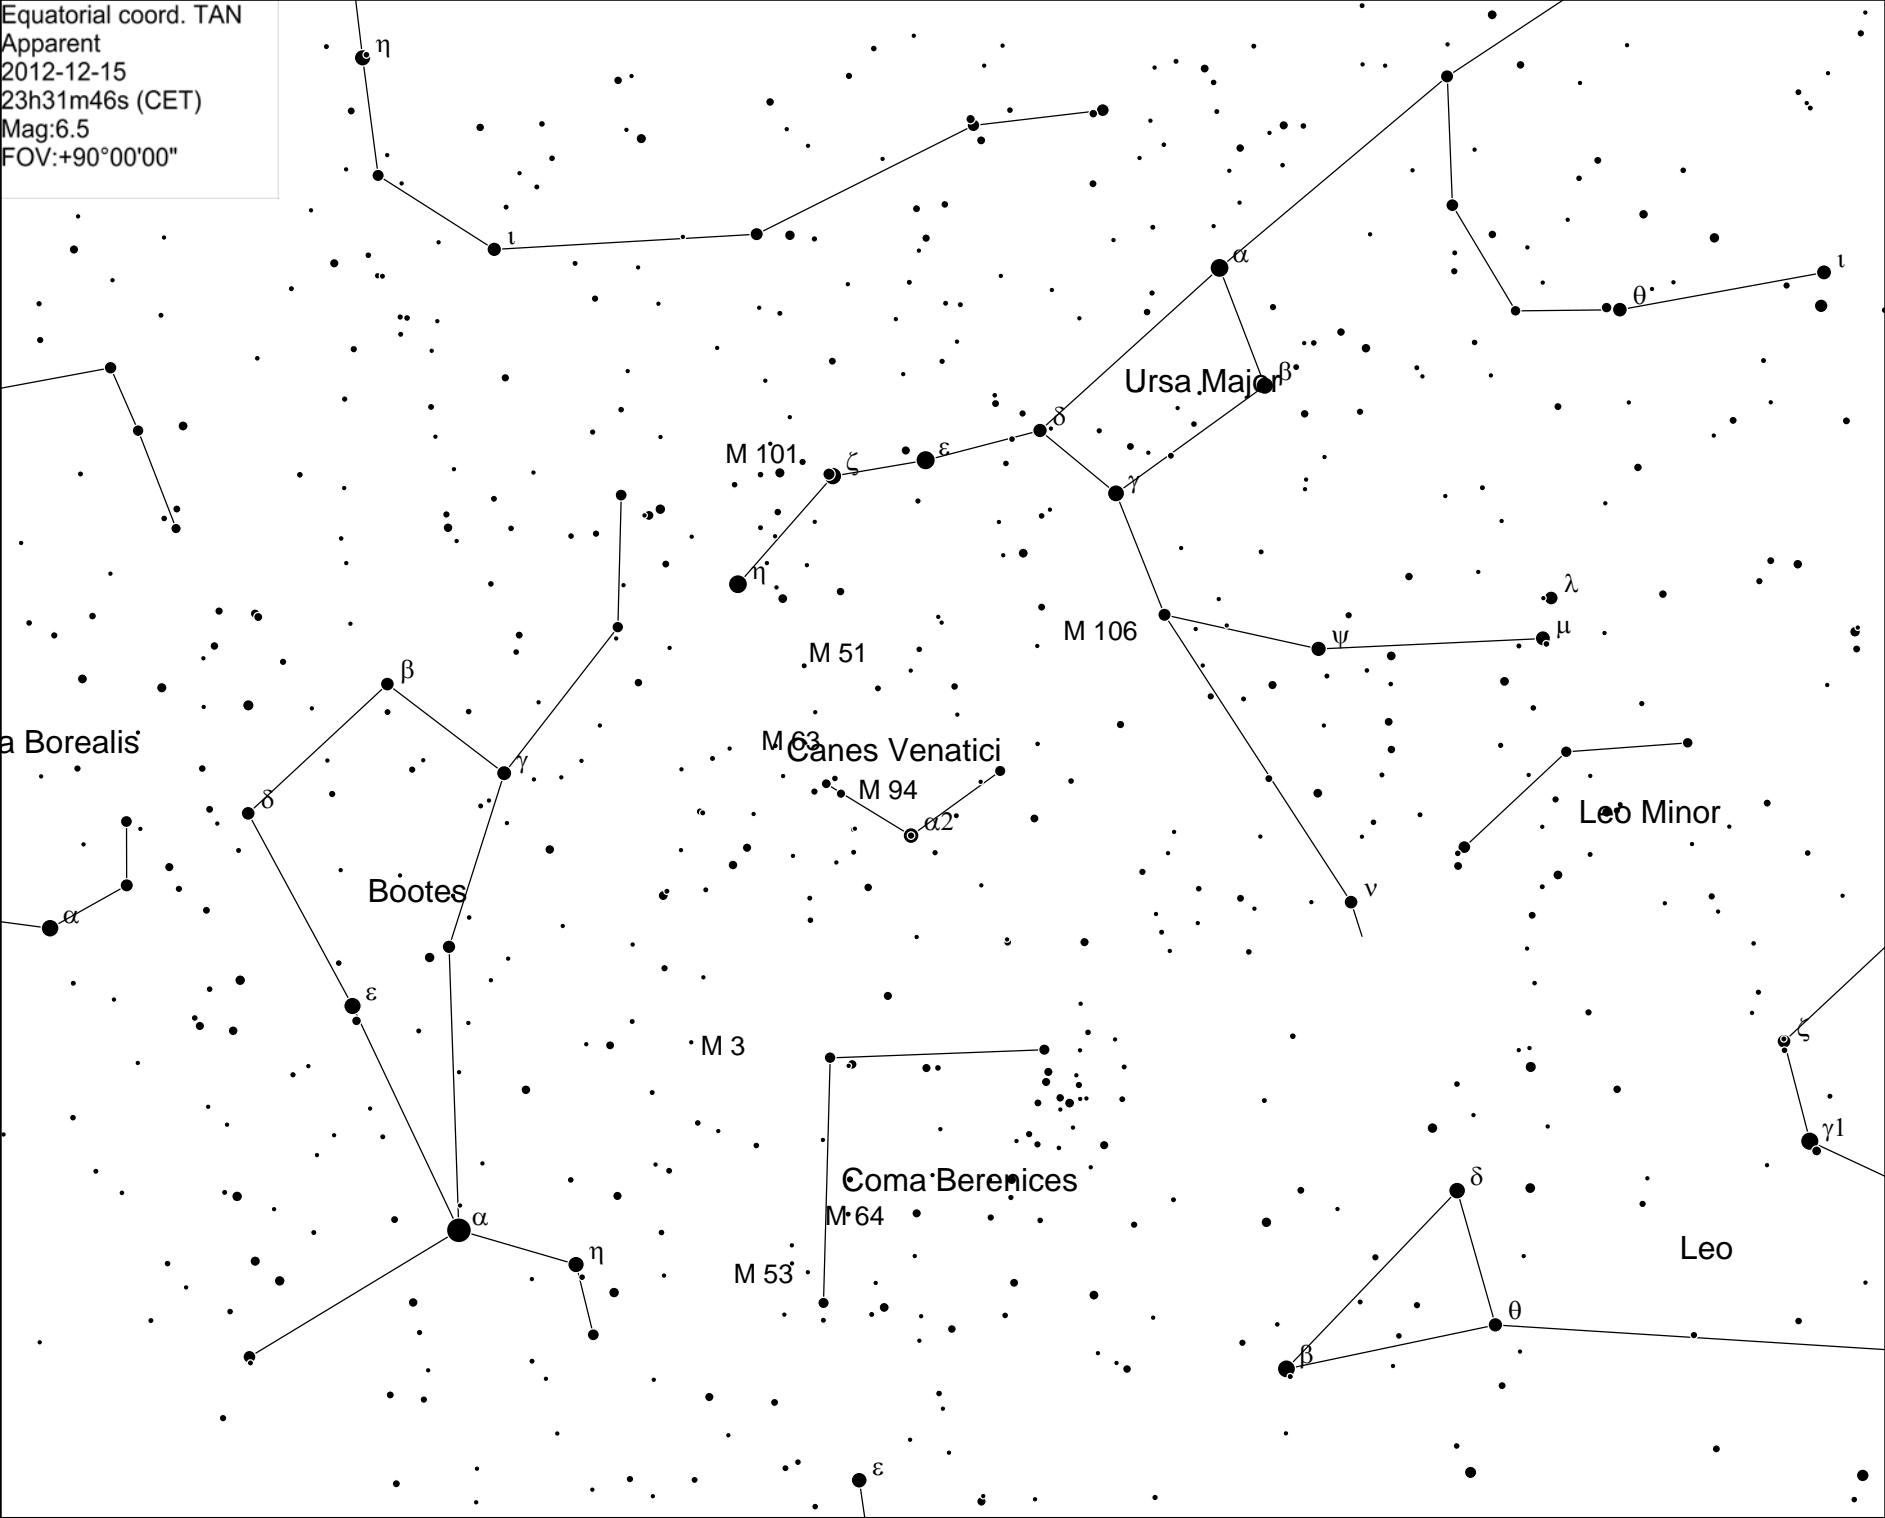 Equatorial coord. TAN
Apparent
2012-12-15
23h31m46s (CET)
Mag:6.5
FOV:+90°00'00"
η
ι
α
θ
ι
Ursa Major
β
δ
ε
M 101
ζ
γ
η
λ
μ
M 106
ψ
M 51
β
a Borealis
M 63
Canes Venatici
γ
M 94
δ
α2
Leo Minor
Bootes
ν
α
ε
M 3
ζ
γ1
Coma Berenices
δ
M 64
α
η
Leo
M 53
θ
β
ε